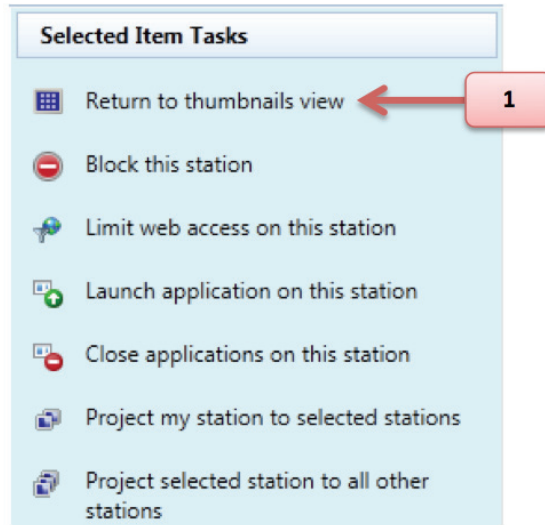 Selected Item Tasks
Return to thumbnails view
1
Block this station
Limit web access on this station
Launch application on this station
Close applications on this station
Project my station to selected stations
Project selected station to all other
stations